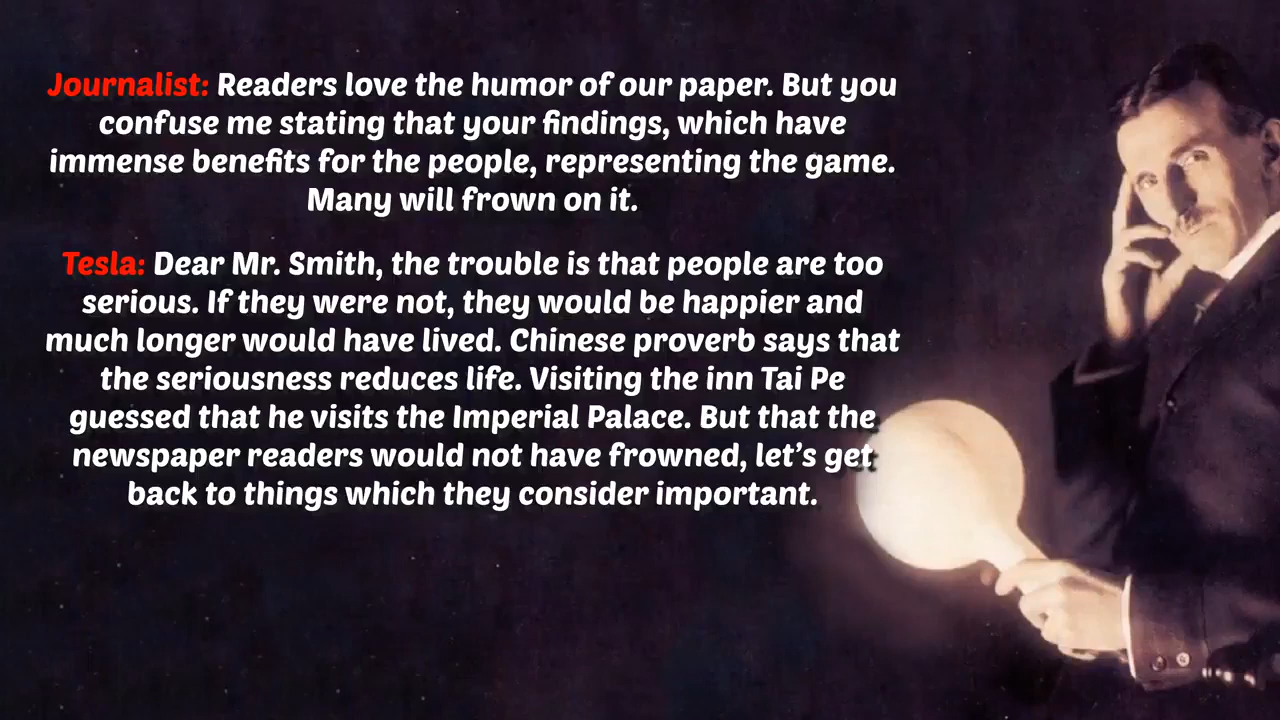 Journalist: Readers love the humor of our paper. But you
confuse me stating that your findings, which have
immense benefits for the people, representing the game.
Many will frown on it.
Tesla: Dear Mr. Smith, the trouble is that people are too
serious. If they were not, they would be happier and
much longer would have lived. Chinese proverb says that
the seriousness reduces life. Visiting the inn Tai Pe
guessed that he visits the Imperial Palace. But that the
newspaper readers would not have frowned, let’s get
back to things which they consider important.